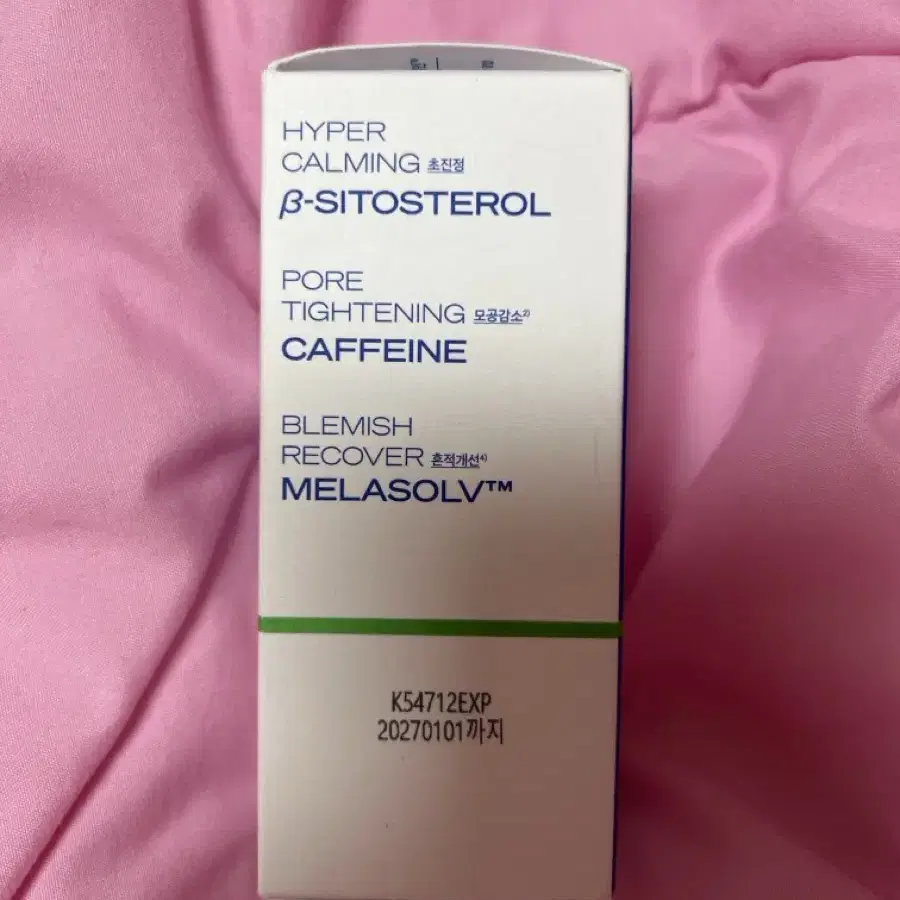 HYPER
CALMING 초진정
β-SITOSTEROL
PORE
TIGHTENING 모공감소²⁾
CAFFEINE
BLEMISH
RECOVER 흔적개선⁴⁾
MELASOLV™
K54712EXP
20270101까지